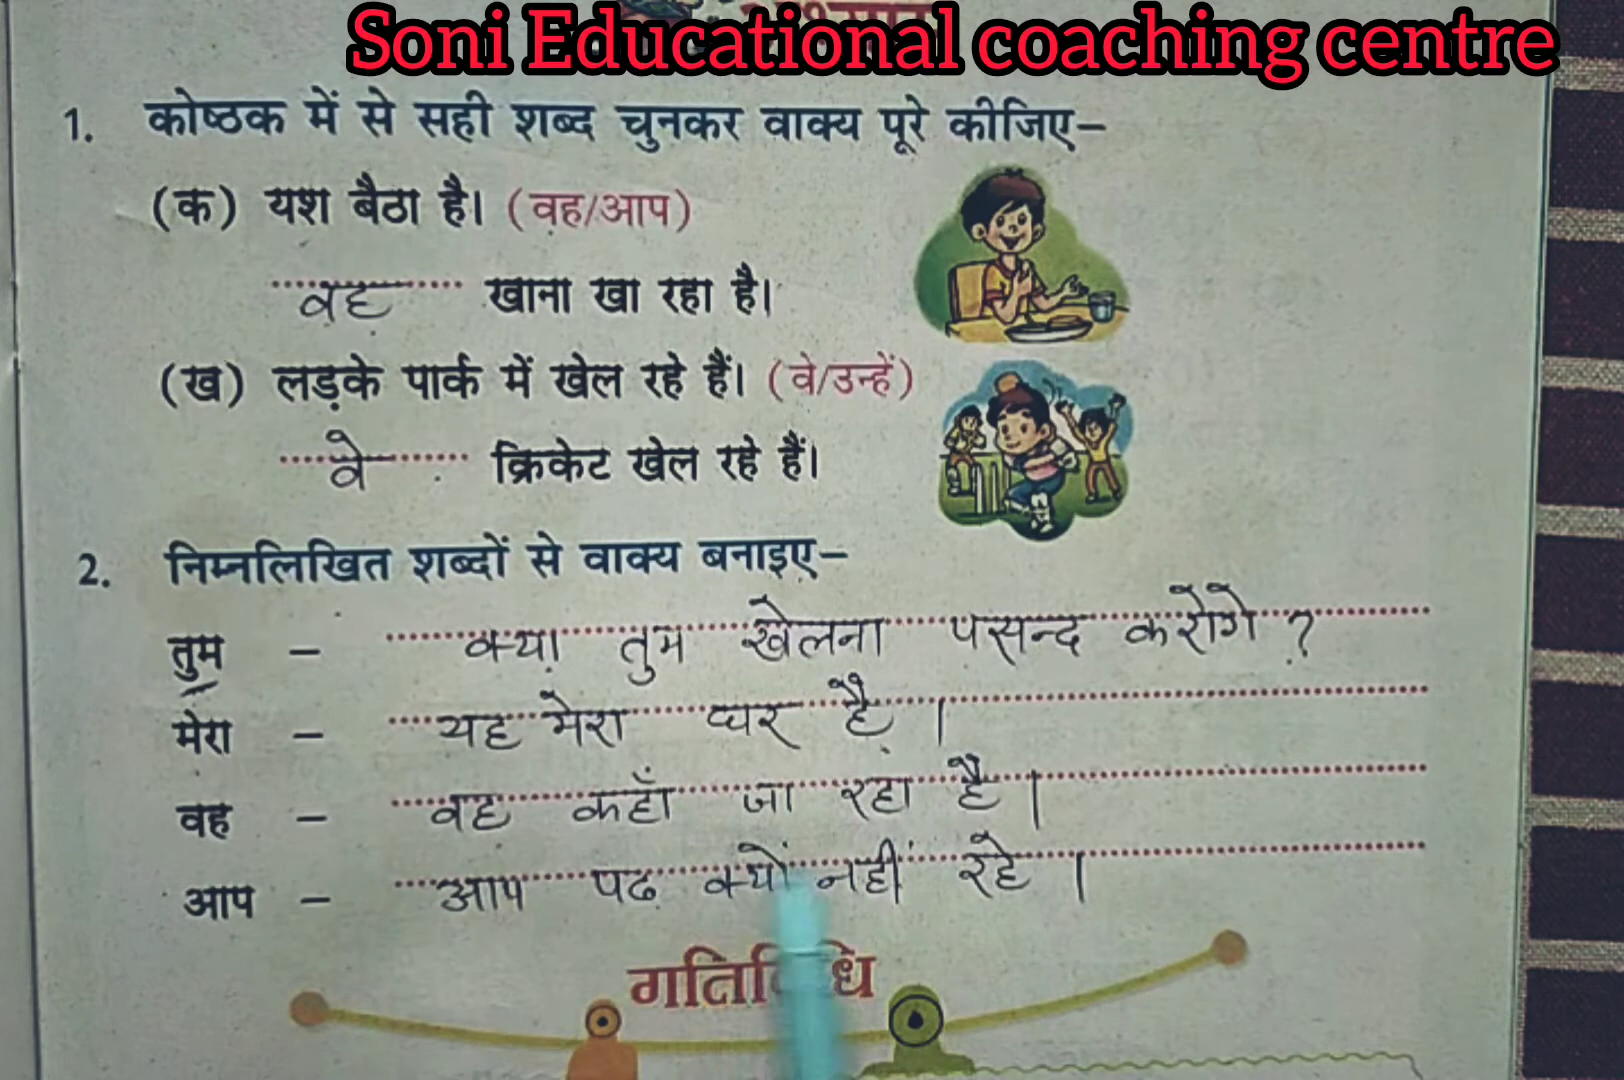 Soni Educational coaching centre
1. कोष्ठक में से सही शब्द चुनकर वाक्य पूरे कीजिए–
(क) यश बैठा है। (वह/आप)
वह खाना खा रहा है।
(ख) लड़के पार्क में खेल रहे हैं। (वे/उन्हें)
वे क्रिकेट खेल रहे हैं।
2. निम्नलिखित शब्दों से वाक्य बनाइए–
तुम – क्या तुम खेलना पसन्द करोगे ?
मेरा – यह मेरा घर है ।
वह – वह कहाँ जा रहा है ।
आप – आप पढ क्यों नहीं रहे ।
गतिविधि